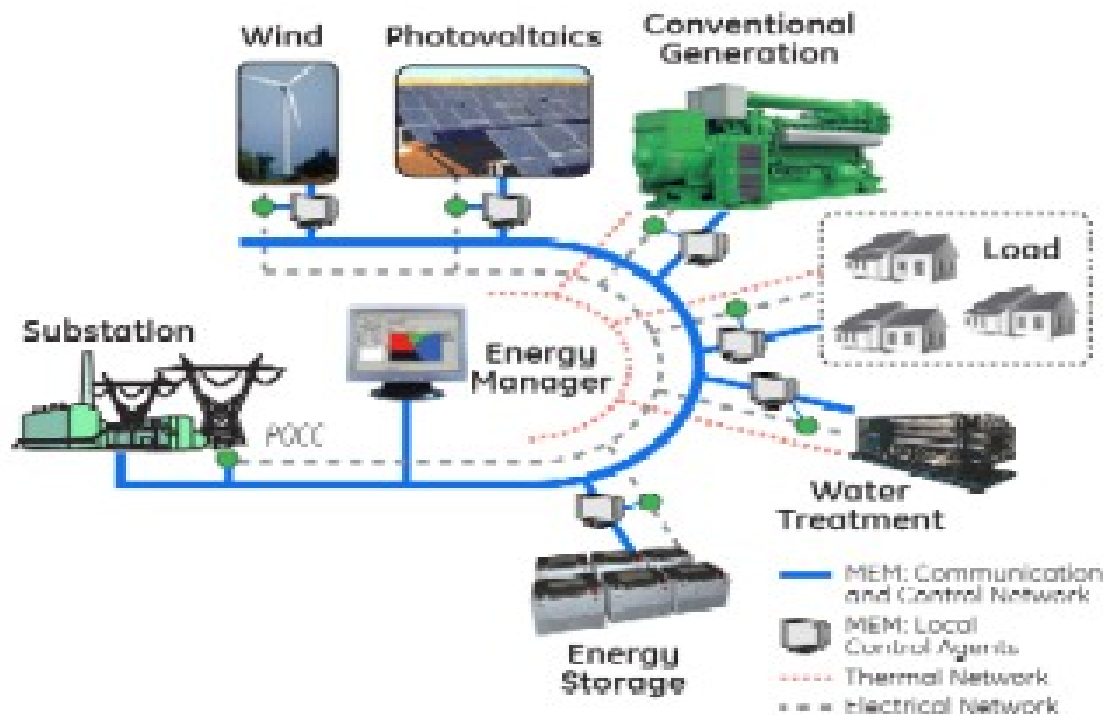 Wind
Photovoltaics
Conventional
Generation
Load
Substation
Energy
Manager
POCC
Water
Treatment
Energy
Storage
MEM: Communication
and Control Network
MEM: Local
Control Agents
Thermal Network
Electrical Network